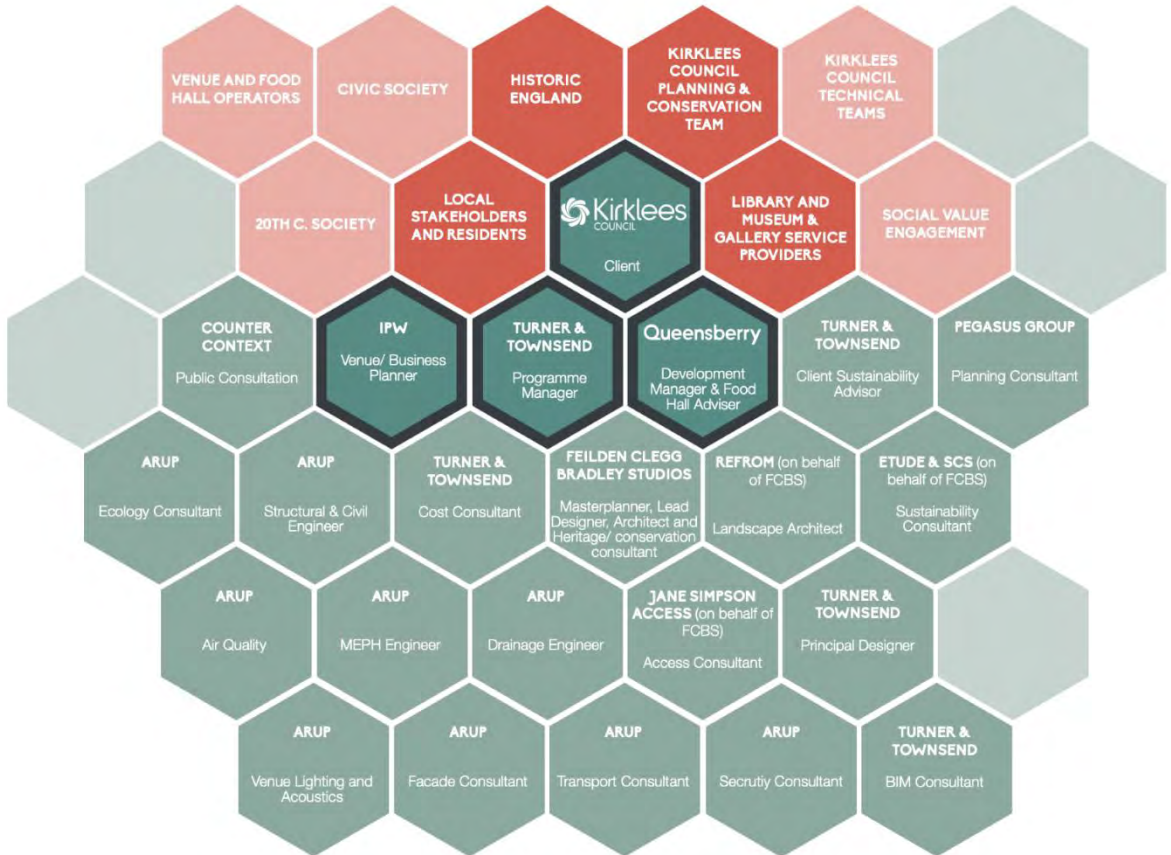 VENUE AND FOOD
HALL OPERATORS
CIVIC SOCIETY
HISTORIC
ENGLAND
KIRKLEES
COUNCIL
PLANNING &
CONSERVATION
TEAM
KIRKLEES
COUNCIL
TECHNICAL
TEAMS
20TH C. SOCIETY
LOCAL
STAKEHOLDERS
AND RESIDENTS
Kirklees
COUNCIL
Client
LIBRARY AND
MUSEUM &
GALLERY SERVICE
PROVIDERS
SOCIAL VALUE
ENGAGEMENT
COUNTER
CONTEXT
Public Consultation
IPW
Venue/ Business
Planner
TURNER &
TOWNSEND
Programme
Manager
Queensberry
Development
Manager & Food
Hall Adviser
TURNER &
TOWNSEND
Client Sustainability
Advisor
PEGASUS GROUP
Planning Consultant
ARUP
Ecology Consultant
ARUP
Structural & Civil
Engineer
TURNER &
TOWNSEND
Cost Consultant
FEILDEN CLEGG
BRADLEY STUDIOS
Masterplanner, Lead
Designer, Architect and
Heritage/ conservation
consultant
REFROM (on behalf
of FCBS)
Landscape Architect
ETUDE & SCS (on
behalf of FCBS)
Sustainability
Consultant
ARUP
Air Quality
ARUP
MEPH Engineer
ARUP
Drainage Engineer
JANE SIMPSON
ACCESS (on behalf of
FCBS)
Access Consultant
TURNER &
TOWNSEND
Principal Designer
ARUP
Venue Lighting and
Acoustics
ARUP
Facade Consultant
ARUP
Transport Consultant
ARUP
Secrutiy Consultant
TURNER &
TOWNSEND
BIM Consultant